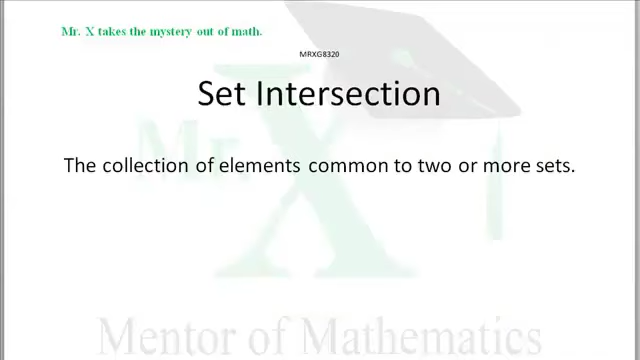 Mr. X takes the mystery out of math.
MRXG8320
Set Intersection
The collection of elements common to two or more sets.
Mr.
X
Mentor of Mathematics